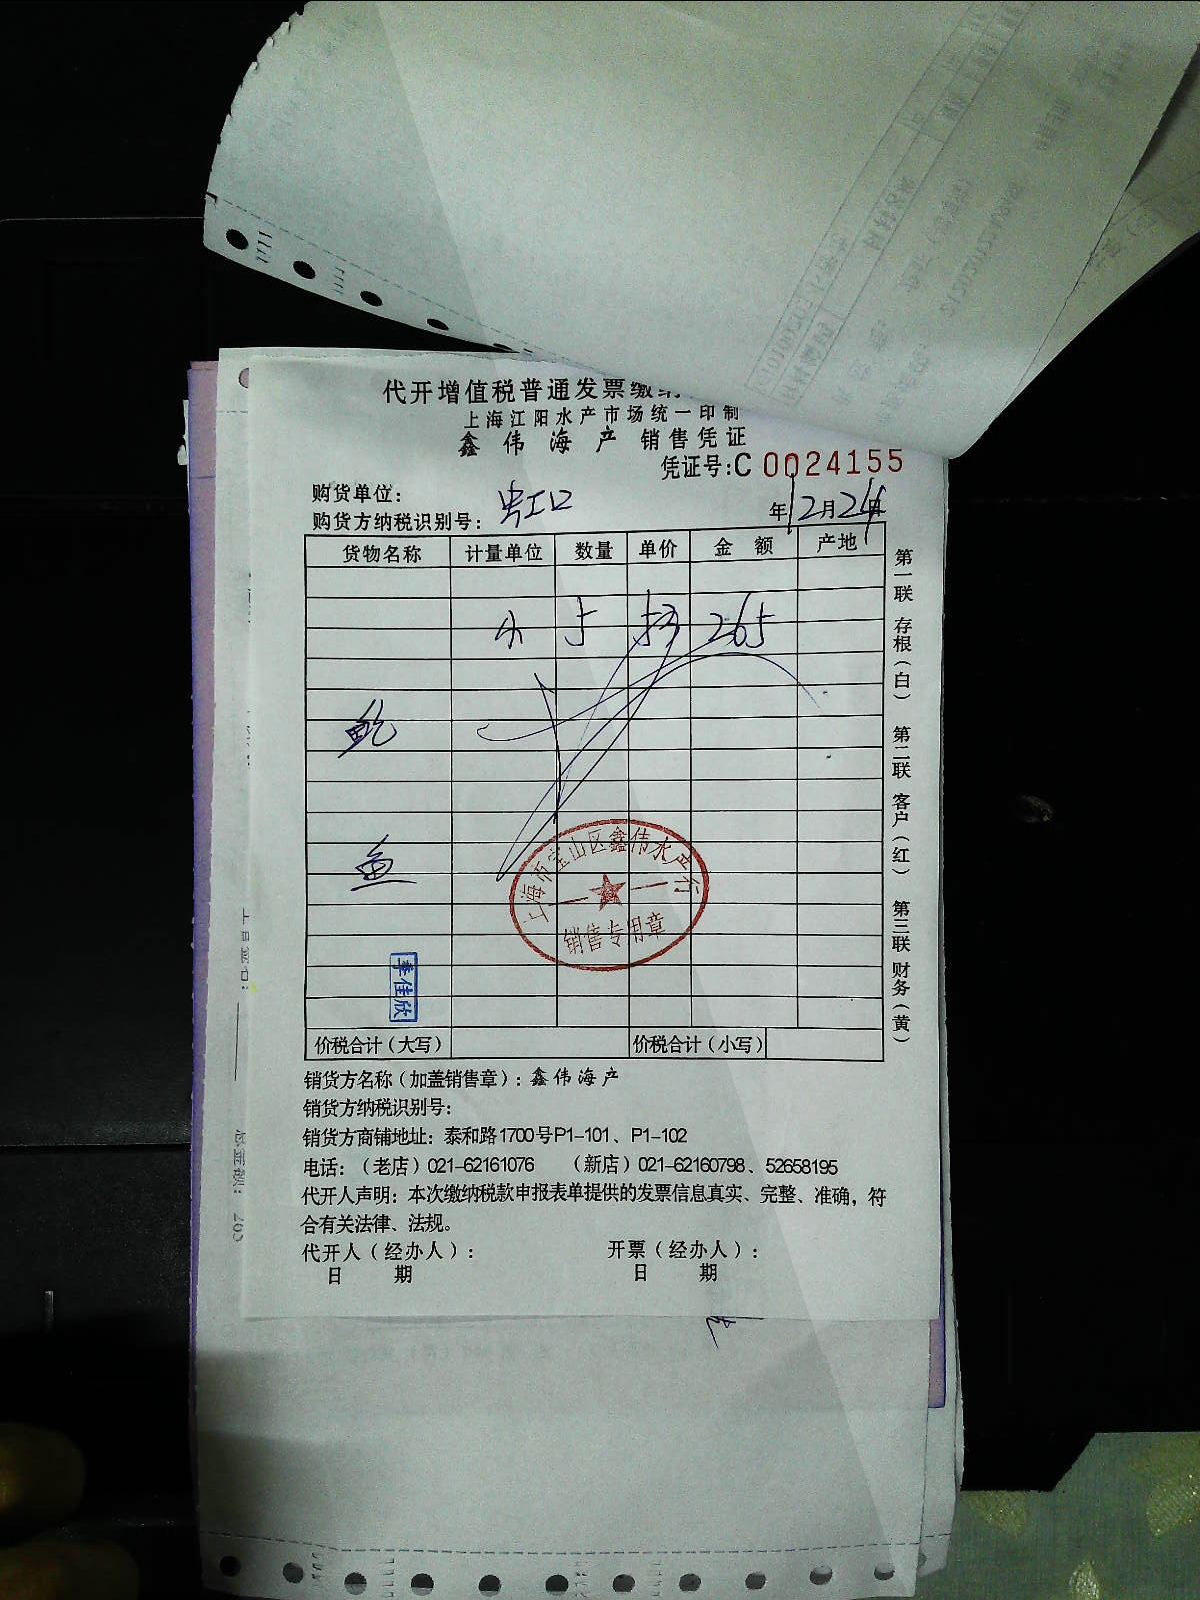 代开增值税普通发票缴纳
上海江阳水产市场统一印制
鑫伟海产 销售凭证
凭证号:C 0024155
购货单位: 虹口
购货方纳税识别号:
年12月24日
货物名称 计量单位 数量 单价 金额 产地
5 53 265
鱼
李佳欣
上海市宝山区鑫伟水产行
销售专用章
价税合计(大写) 价税合计(小写)
第一联 存根(白) 第二联 客户(红) 第三联 财务(黄)
销货方名称(加盖销售章):鑫伟海产
销货方纳税识别号:
销货方商铺地址:泰和路1700号P1-101、P1-102
电话:(老店)021-62161076 (新店)021-62160798、52658195
代开人声明:本次缴纳税款申报表单提供的发票信息真实、完整、准确,符
合有关法律、法规。
代开人(经办人): 开票(经办人):
日 期 日 期